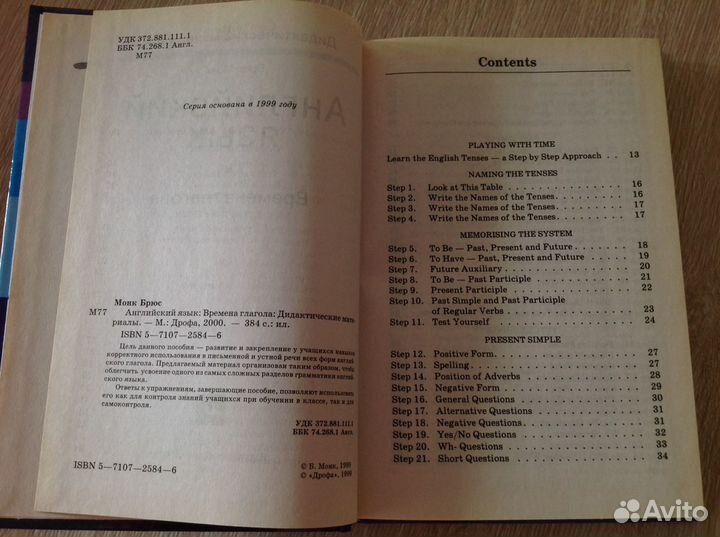 УДК 372.881.111.1
ББК 74.268.1 Англ.
М77
Серия основана в 1999 году
Монк Брюс
М77 Английский язык: Времена глагола: Дидактические мате
риалы. — М.: Дрофа, 2000. — 384 с.: ил.
ISBN 5—7107—2584—6
Цель данного пособия — развитие и закрепление у учащихся навыков
корректного использования в письменной и устной речи всех форм англий
ского глагола. Предлагаемый материал организован таким образом, чтобы
облегчить усвоение одного из самых сложных разделов грамматики англий
ского языка.
Ответы к упражнениям, завершающие пособие, позволяют использовать
его как для контроля знаний учащихся при обучении в классе, так и для
самоконтроля.
УДК 372.881.111.1
ББК 74.268.1 Англ.
ISBN 5—7107—2584—6
© Б. Монк, 1999
© «Дрофа», 1999
Contents
PLAYING WITH TIME
Learn the English Tenses — a Step by Step Approach . . 13
NAMING THE TENSES
Step 1. Look at This Table . . . . . . . . . . . . 16
Step 2. Write the Names of the Tenses . . . . . . . 16
Step 3. Write the Names of the Tenses . . . . . . . 17
Step 4. Write the Names of the Tenses . . . . . . . 17
MEMORISING THE SYSTEM
Step 5. To Be — Past, Present and Future . . . . . . 18
Step 6. To Have — Past, Present and Future . . . . . 19
Step 7. Future Auxiliary . . . . . . . . . . . . . 20
Step 8. To Be — Past Participle . . . . . . . . . . 21
Step 9. Present Participle . . . . . . . . . . . . 22
Step 10. Past Simple and Past Participle
of Regular Verbs . . . . . . . . . . . . . 23
Step 11. Test Yourself . . . . . . . . . . . . . . 24
PRESENT SIMPLE
Step 12. Positive Form . . . . . . . . . . . . . . 27
Step 13. Spelling . . . . . . . . . . . . . . . . 27
Step 14. Position of Adverbs . . . . . . . . . . . 28
Step 15. Negative Form . . . . . . . . . . . . . . 29
Step 16. General Questions . . . . . . . . . . . . 30
Step 17. Alternative Questions . . . . . . . . . . 31
Step 18. Negative Questions . . . . . . . . . . . . 31
Step 19. Yes/No Questions . . . . . . . . . . . . . 32
Step 20. Wh- Questions . . . . . . . . . . . . . . 33
Step 21. Short Questions . . . . . . . . . . . . . 34
Avito